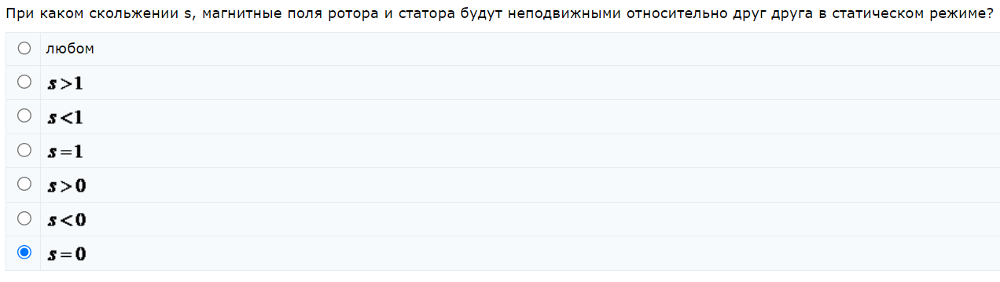 При каком скольжении s, магнитные поля ротора и статора будут неподвижными относительно друг друга в статическом режиме?
любом
s>1
s<1
s=1
s>0
s<0
s=0